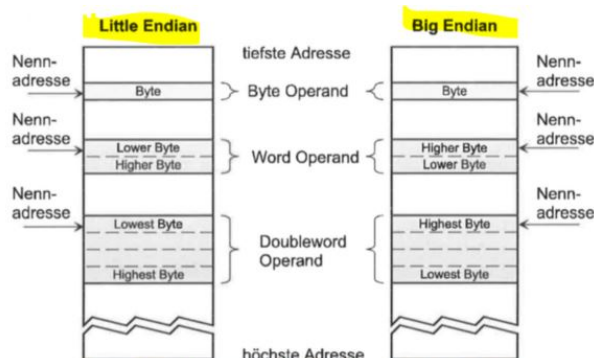 Little Endian
Big Endian
tiefste Adresse
Nenn-
adresse
Byte
Byte Operand
Byte
Nenn-
adresse
Nenn-
adresse
Lower Byte
Higher Byte
Word Operand
Higher Byte
Lower Byte
Nenn-
adresse
Nenn-
adresse
Lowest Byte
Highest Byte
Doubleword
Operand
Highest Byte
Lowest Byte
Nenn-
adresse
höchste Adresse